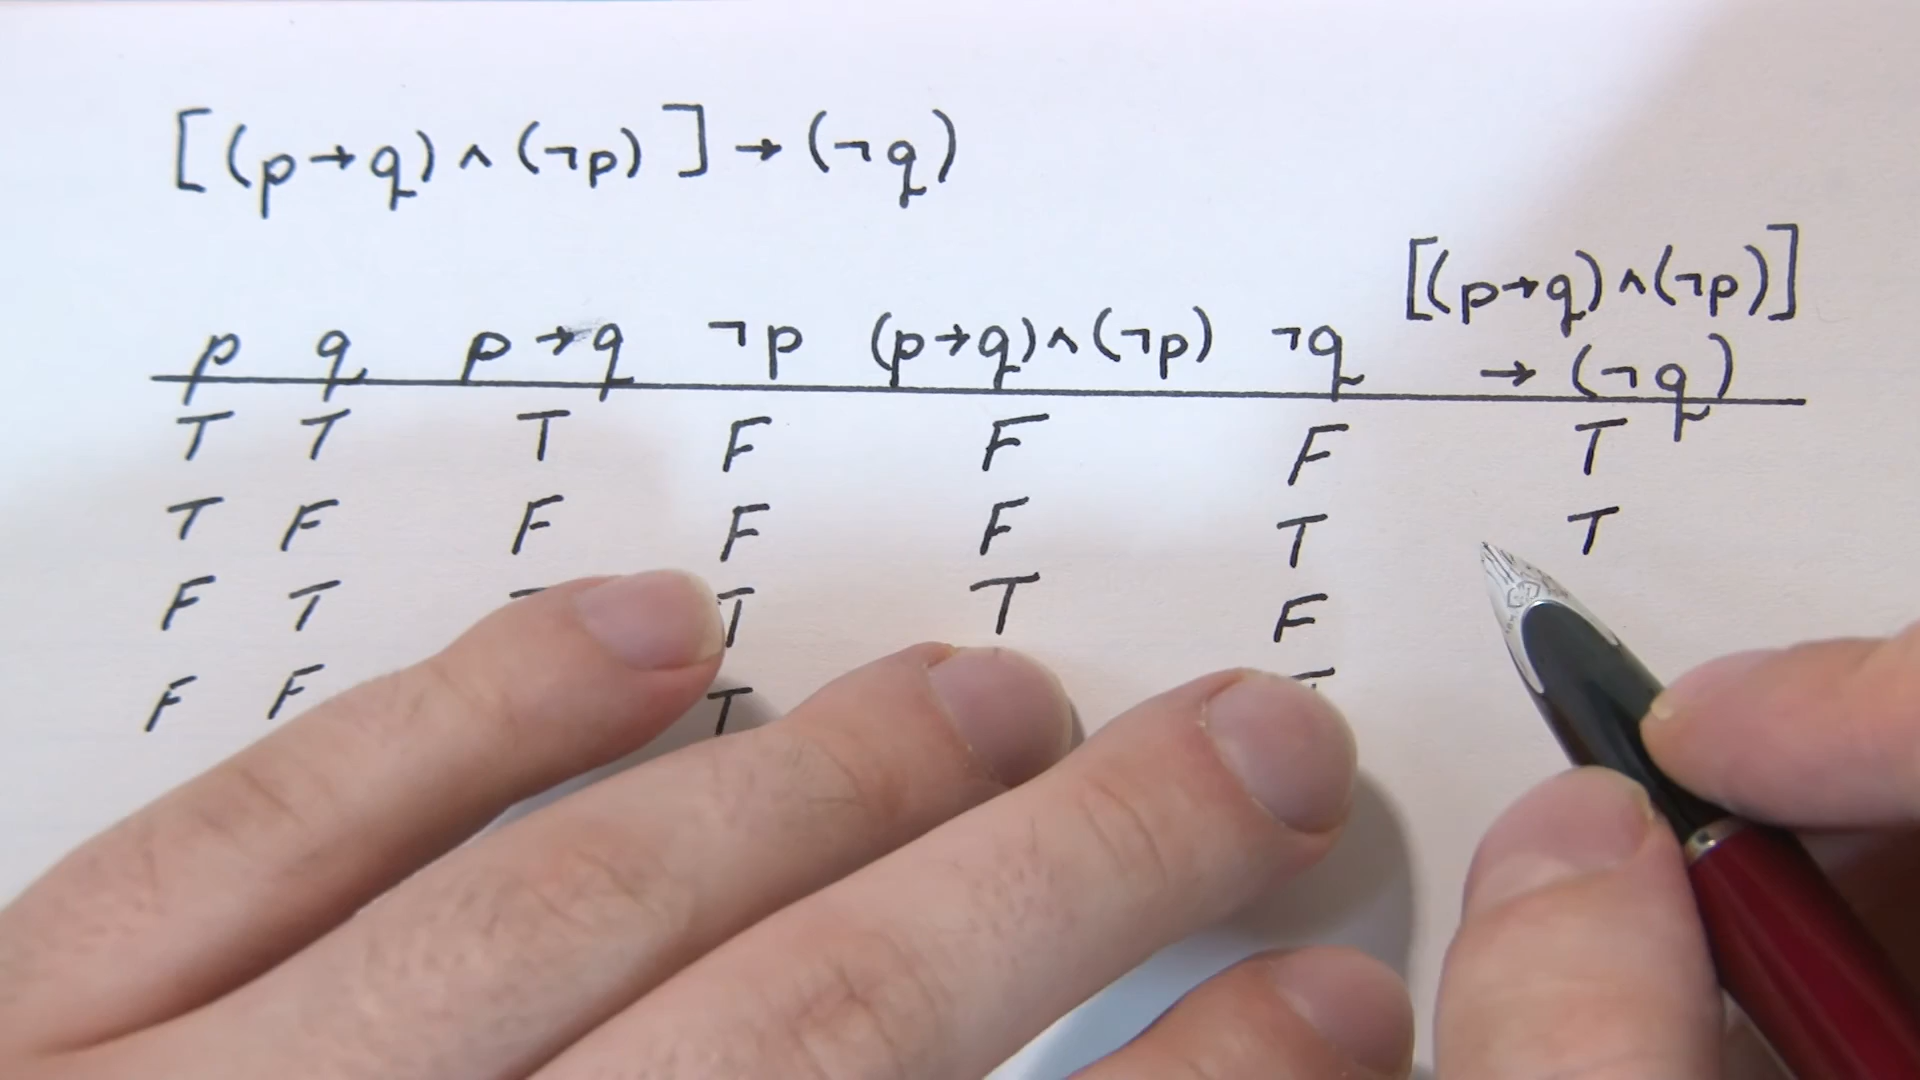 [(p→q)∧(¬p)]→(¬q)
[(p→q)∧(¬p)]
p q p→q ¬p (p→q)∧(¬p) ¬q →(¬q)
T T T F F F T
T F F F F T T
F T T T F
F F T